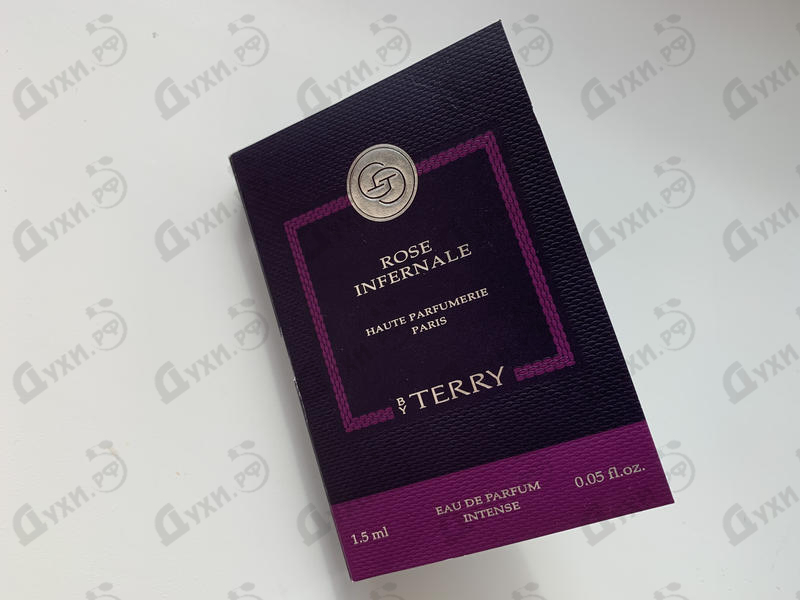 ROSE
INFERNALE
HAUTE PARFUMERIE
PARIS
BY TERRY
EAU DE PARFUM
INTENSE
1.5 ml
0.05 fl.oz.
Духи.рф